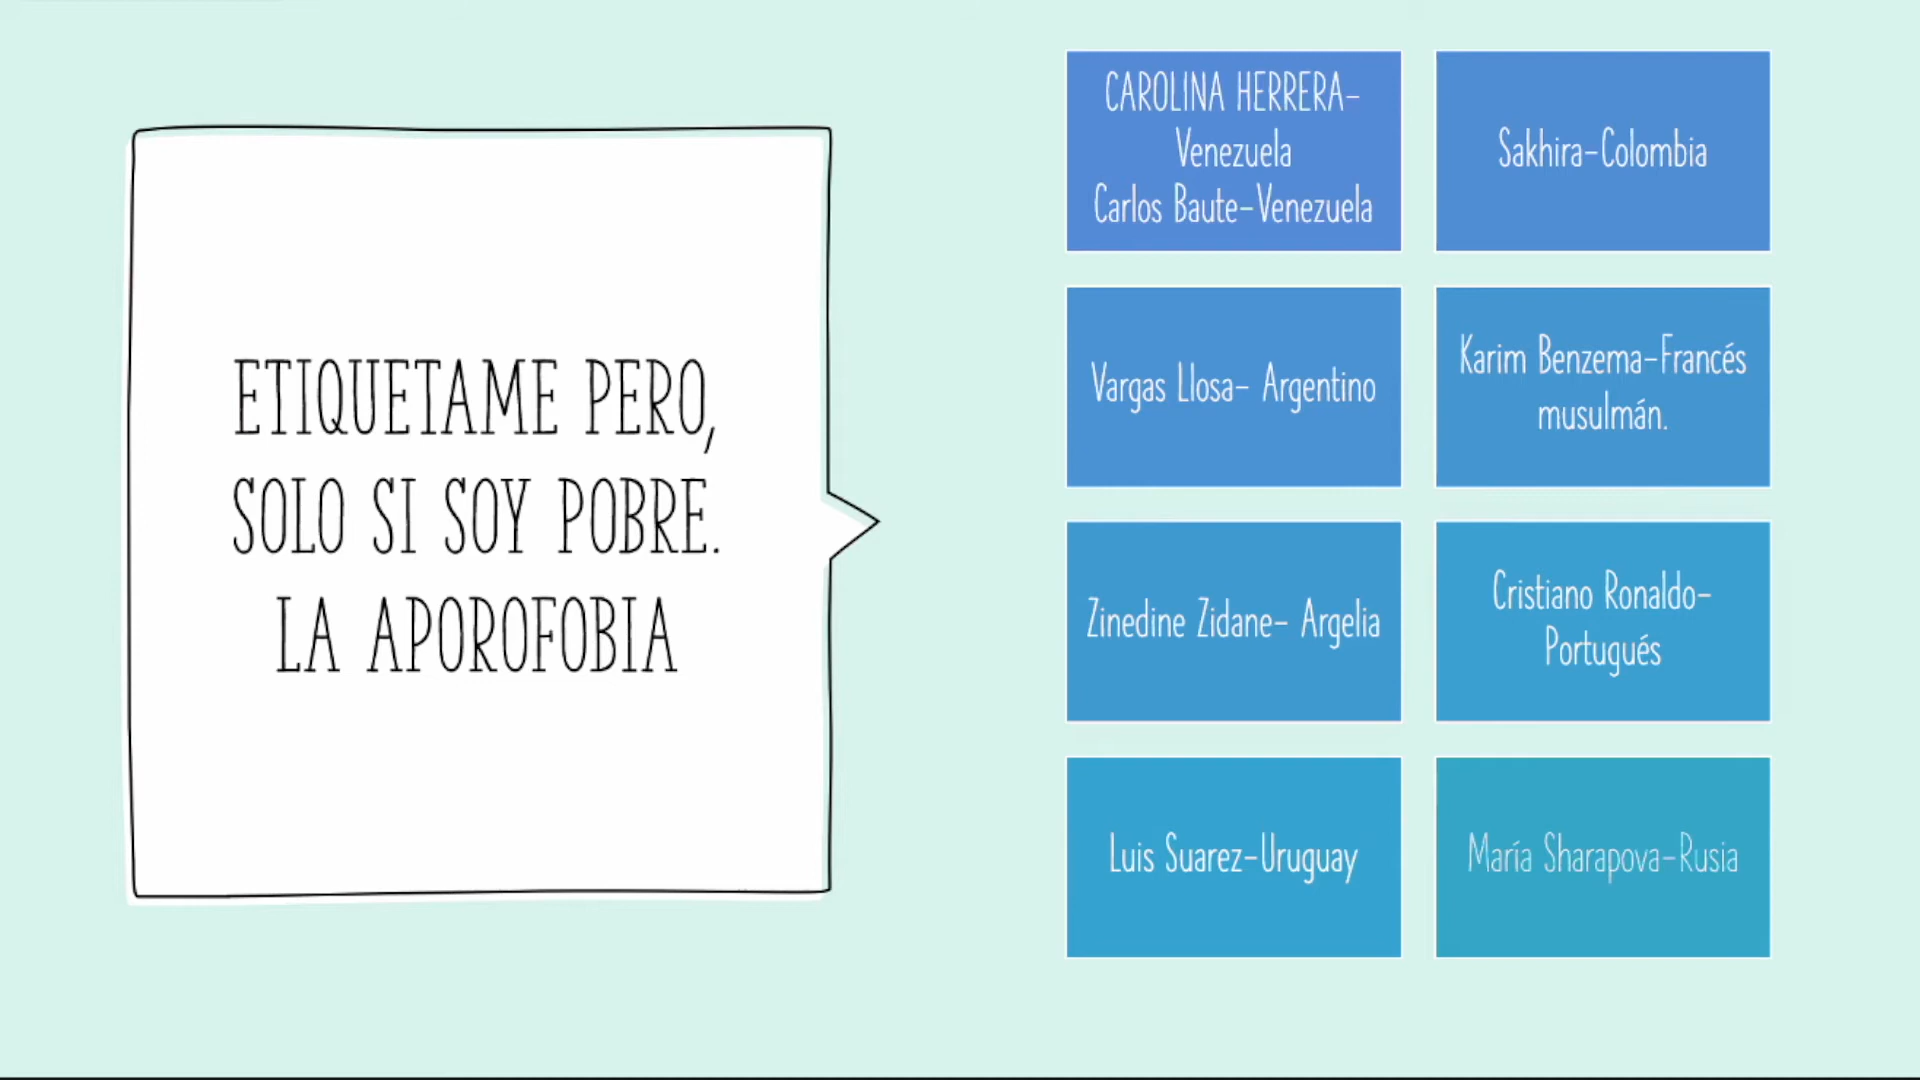 ETIQUETAME PERO,
SOLO SI SOY POBRE.
LA APOROFOBIA
CAROLINA HERRERA-
Venezuela
Carlos Baute-Venezuela
Sakhira-Colombia
Vargas Llosa- Argentino
Karim Benzema-Francés
musulmán.
Zinedine Zidane- Argelia
Cristiano Ronaldo-
Portugués
Luis Suarez-Uruguay
María Sharapova-Rusia